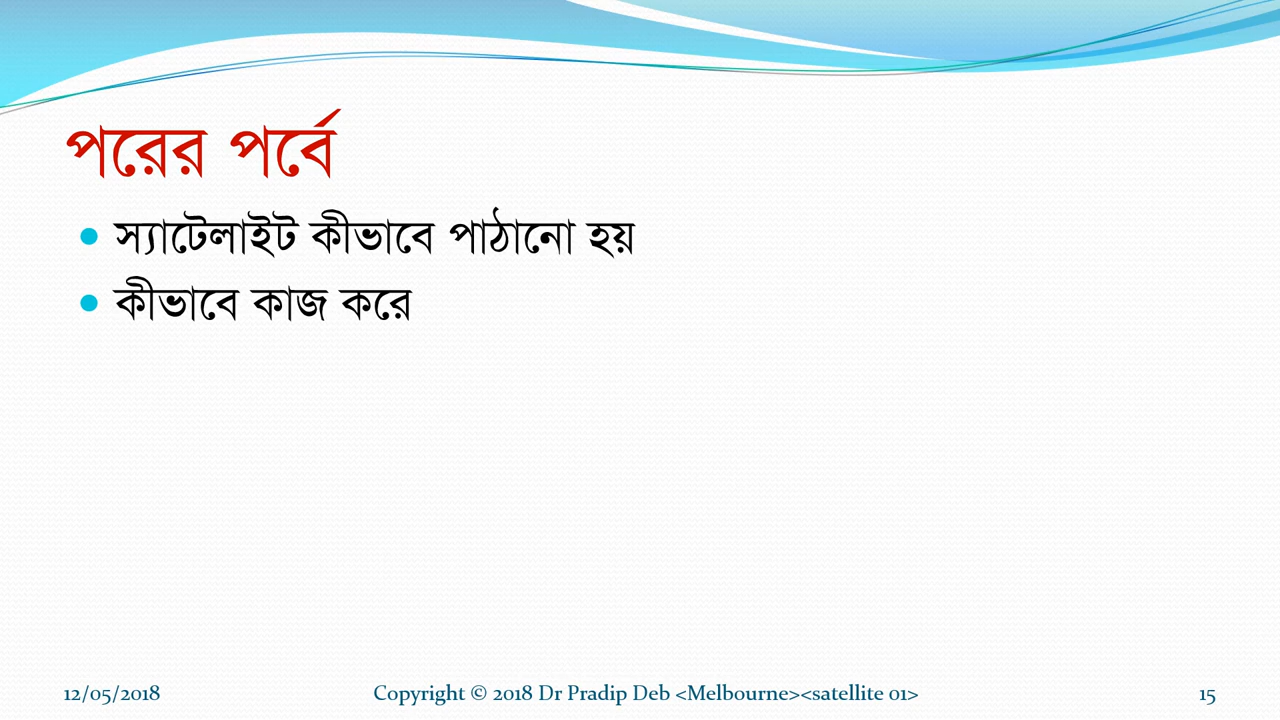 পরের পর্বে
• স্যাটেলাইট কীভাবে পাঠানো হয়
• কীভাবে কাজ করে
12/05/2018 Copyright © 2018 Dr Pradip Deb <Melbourne><satellite 01> 15